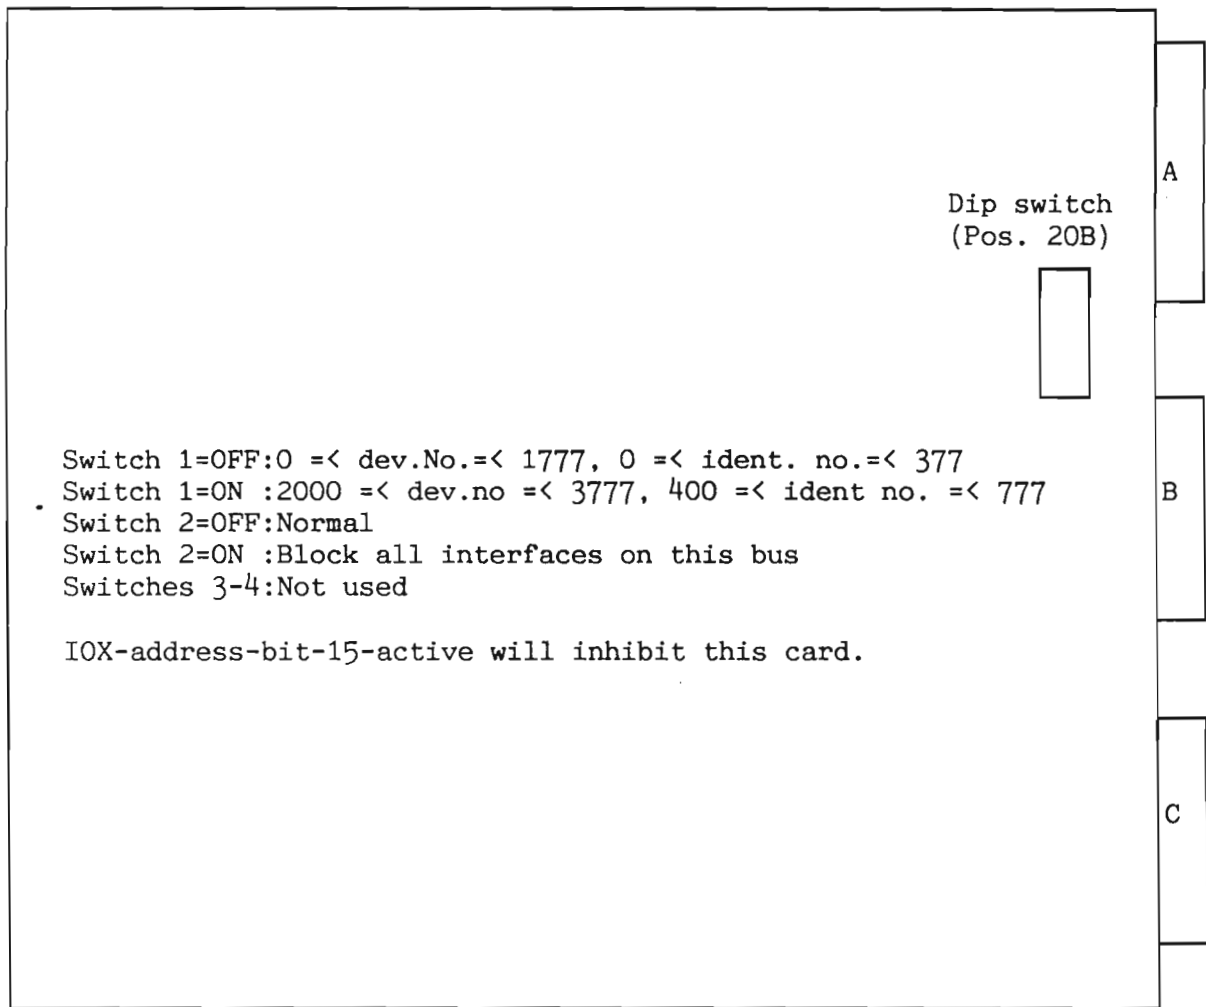 A
Dip switch
(Pos. 20B)
Switch 1=OFF:0 =< dev.No.=< 1777, 0 =< ident. no.=< 377
Switch 1=ON :2000 =< dev.no =< 3777, 400 =< ident no. =< 777
B
Switch 2=OFF:Normal
Switch 2=ON :Block all interfaces on this bus
Switches 3-4:Not used
IOX-address-bit-15-active will inhibit this card.
C